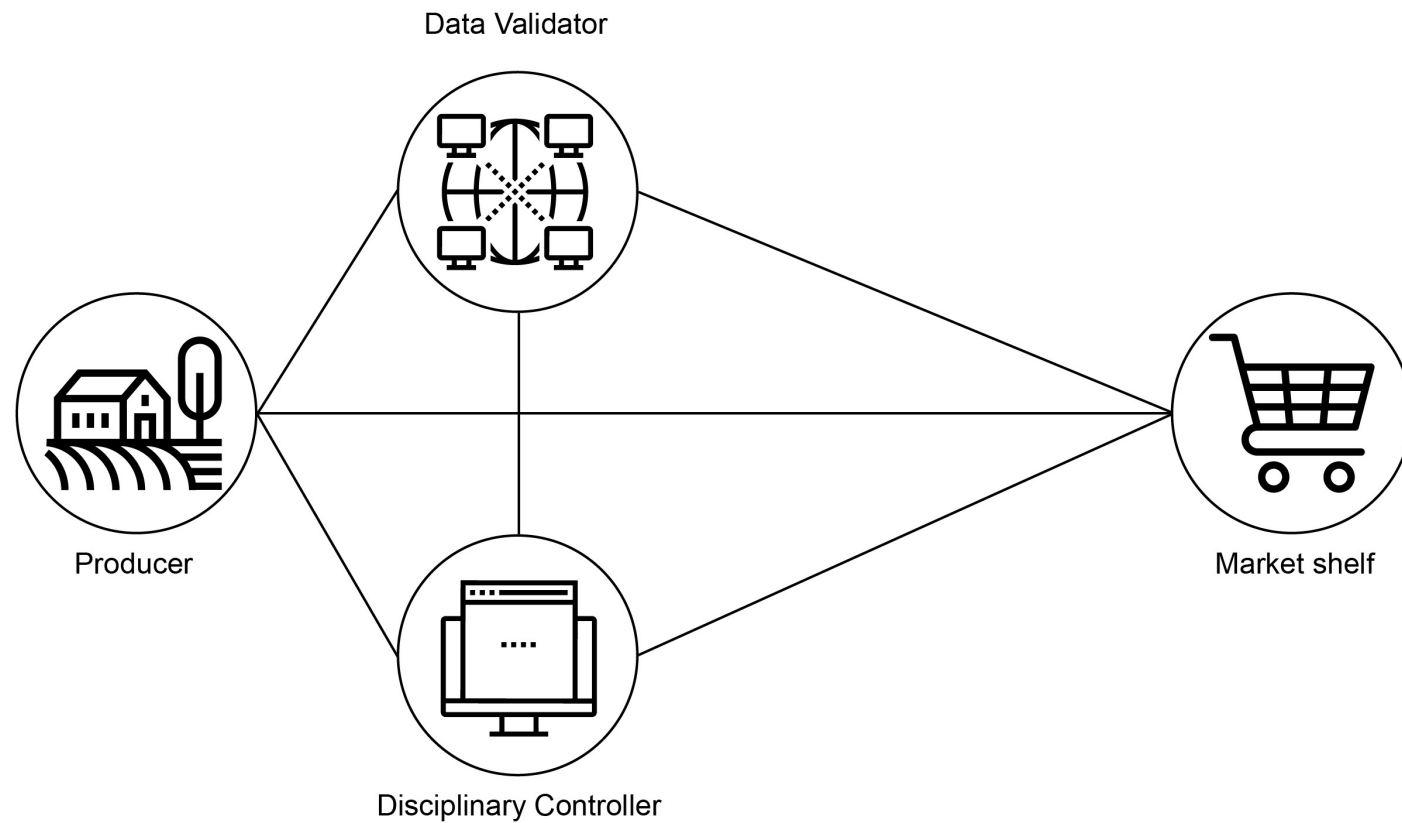 Data Validator
Producer
Market shelf
Disciplinary Controller